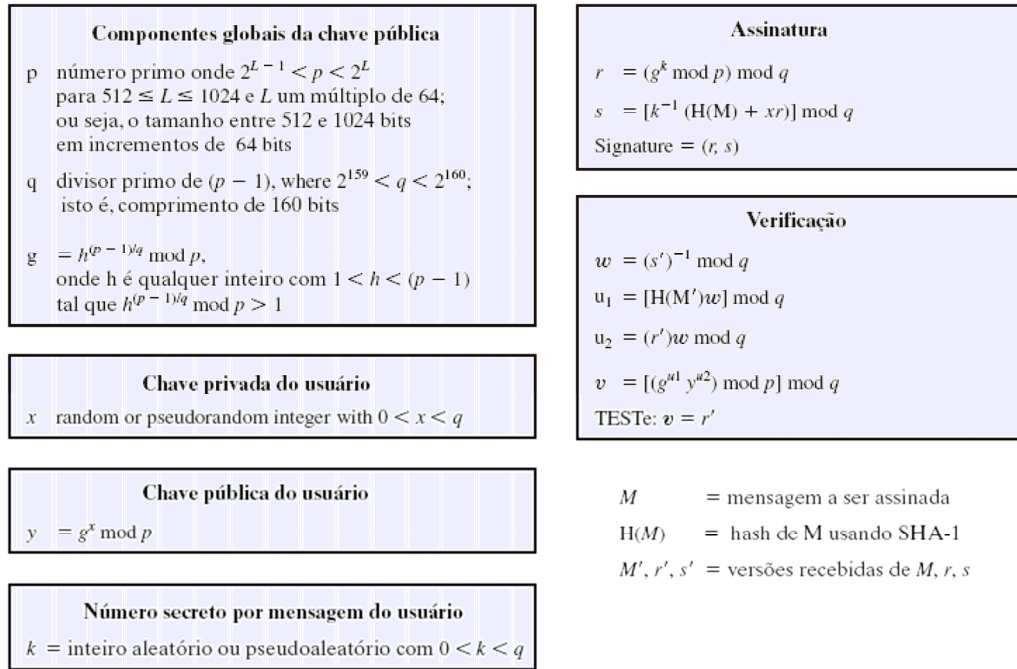 Componentes globais da chave pública
p número primo onde 2^{L − 1} < p < 2^L
para 512 ≤ L ≤ 1024 e L um múltiplo de 64;
ou seja, o tamanho entre 512 e 1024 bits
em incrementos de 64 bits
q divisor primo de (p − 1), where 2^{159} < q < 2^{160};
isto é, comprimento de 160 bits
g = h^{(p − 1)/q} mod p,
onde h é qualquer inteiro com 1 < h < (p − 1)
tal que h^{(p − 1)/q} mod p > 1
Chave privada do usuário
x random or pseudorandom integer with 0 < x < q
Chave pública do usuário
y = g^x mod p
Número secreto por mensagem do usuário
k = inteiro aleatório ou pseudoaleatório com 0 < k < q
Assinatura
r = (g^k mod p) mod q
s = [k^{−1} (H(M) + xr)] mod q
Signature = (r, s)
Verificação
w = (s′)^{−1} mod q
u₁ = [H(M′)w] mod q
u₂ = (r′)w mod q
v = [(g^{u1} y^{u2}) mod p] mod q
TESTe: v = r′
M = mensagem a ser assinada
H(M) = hash de M usando SHA-1
M′, r′, s′ = versões recebidas de M, r, s